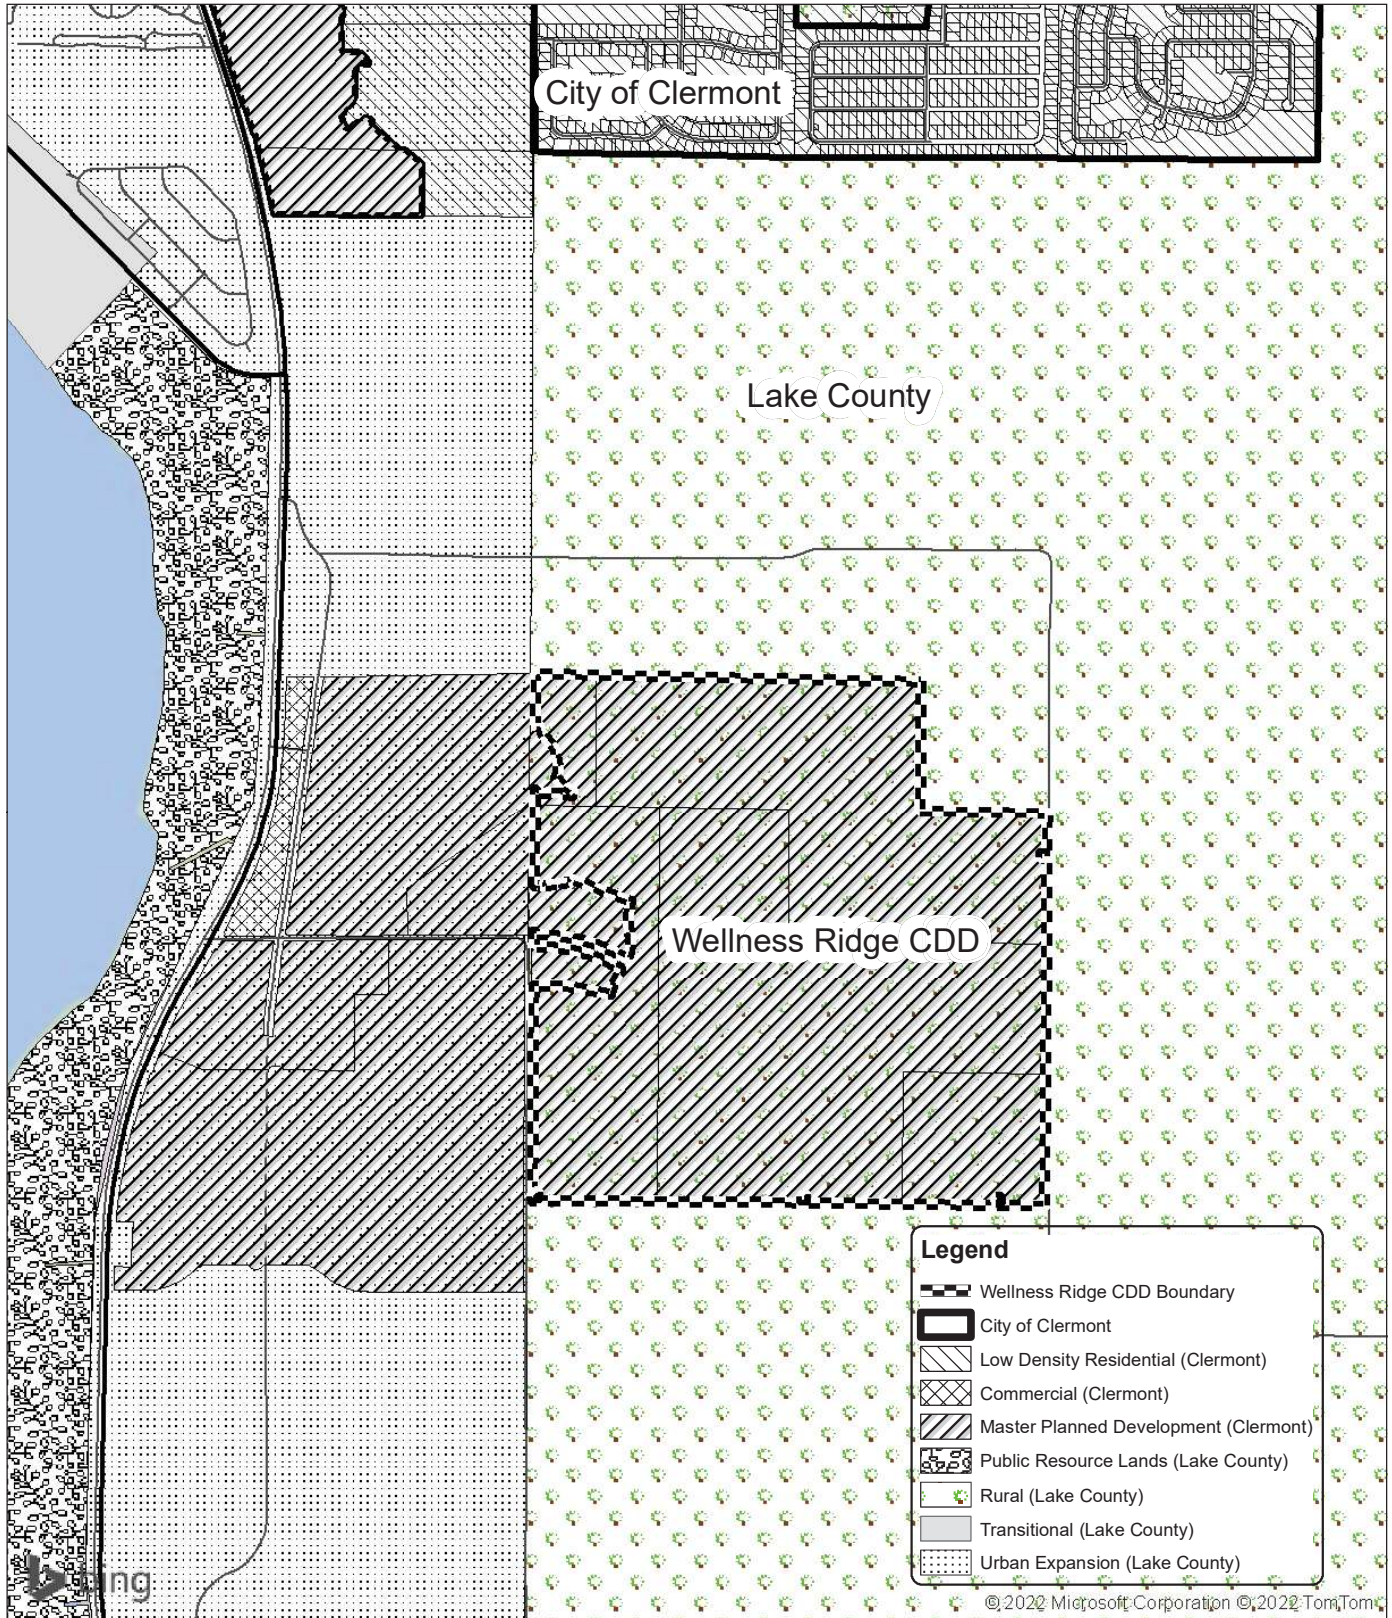 City of Clermont
Lake County
Wellness Ridge CDD
Legend
Wellness Ridge CDD Boundary
City of Clermont
Low Density Residential (Clermont)
Commercial (Clermont)
Master Planned Development (Clermont)
Public Resource Lands (Lake County)
Rural (Lake County)
Transitional (Lake County)
Urban Expansion (Lake County)
bing
© 2022 Microsoft Corporation © 2022 TomTom